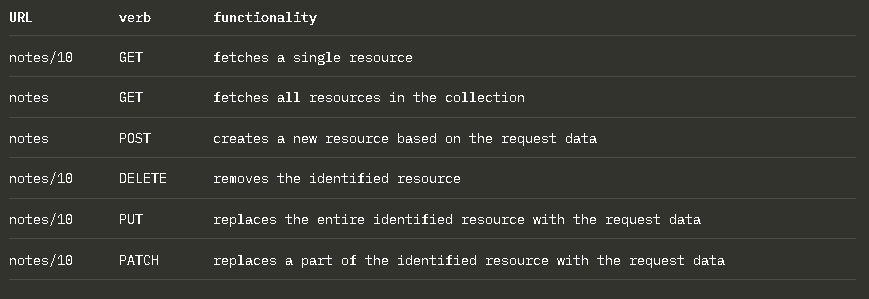 URL verb functionality
notes/10 GET fetches a single resource
notes GET fetches all resources in the collection
notes POST creates a new resource based on the request data
notes/10 DELETE removes the identified resource
notes/10 PUT replaces the entire identified resource with the request data
notes/10 PATCH replaces a part of the identified resource with the request data